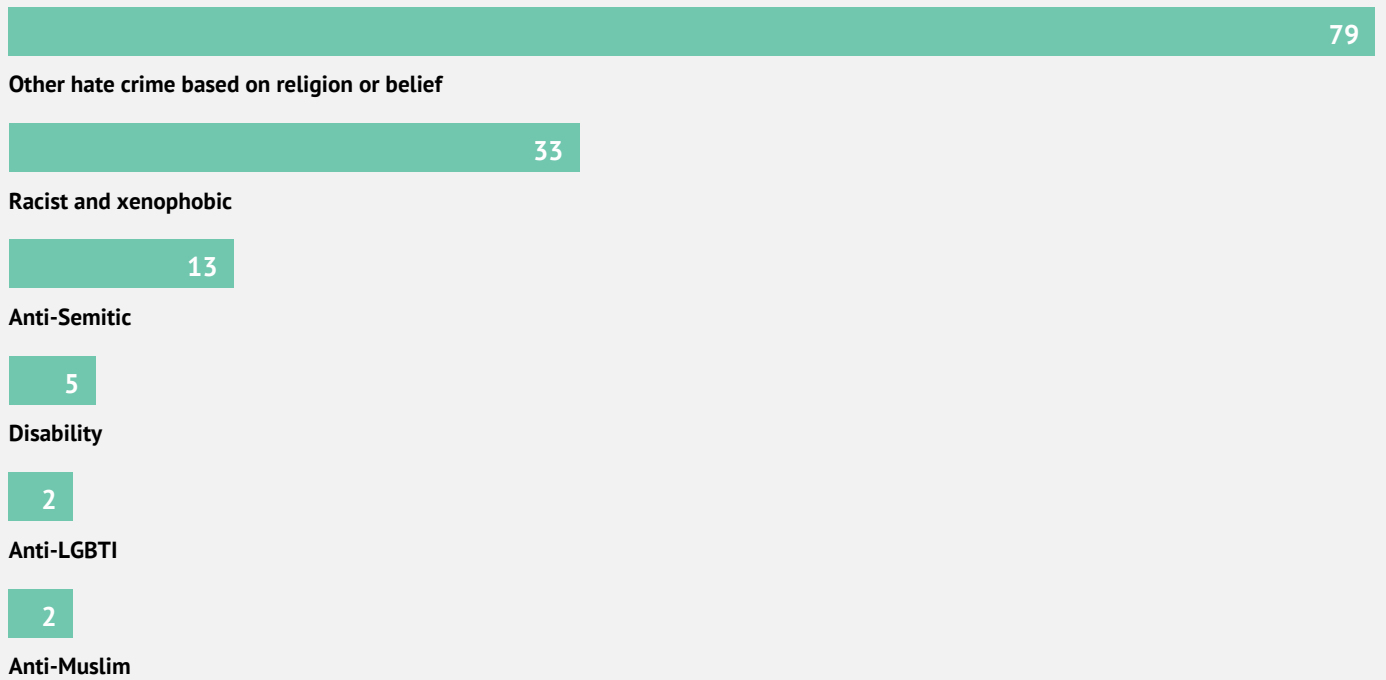 79
Other hate crime based on religion or belief
33
Racist and xenophobic
13
Anti-Semitic
5
Disability
2
Anti-LGBTI
2
Anti-Muslim